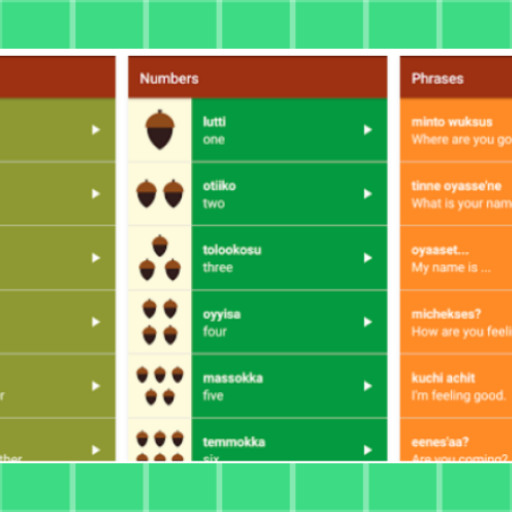 r
ther
Numbers
lutti
one
otiiko
two
tolookosu
three
oyyisa
four
massokka
five
temmokka
six
Phrases
minto wuksus
Where are you go
tinne oyasse'ne
What is your nam
oyaaset...
My name is ...
michekses?
How are you feeli
kuchi achit
I'm feeling good.
eenes'aa?
Are you coming?